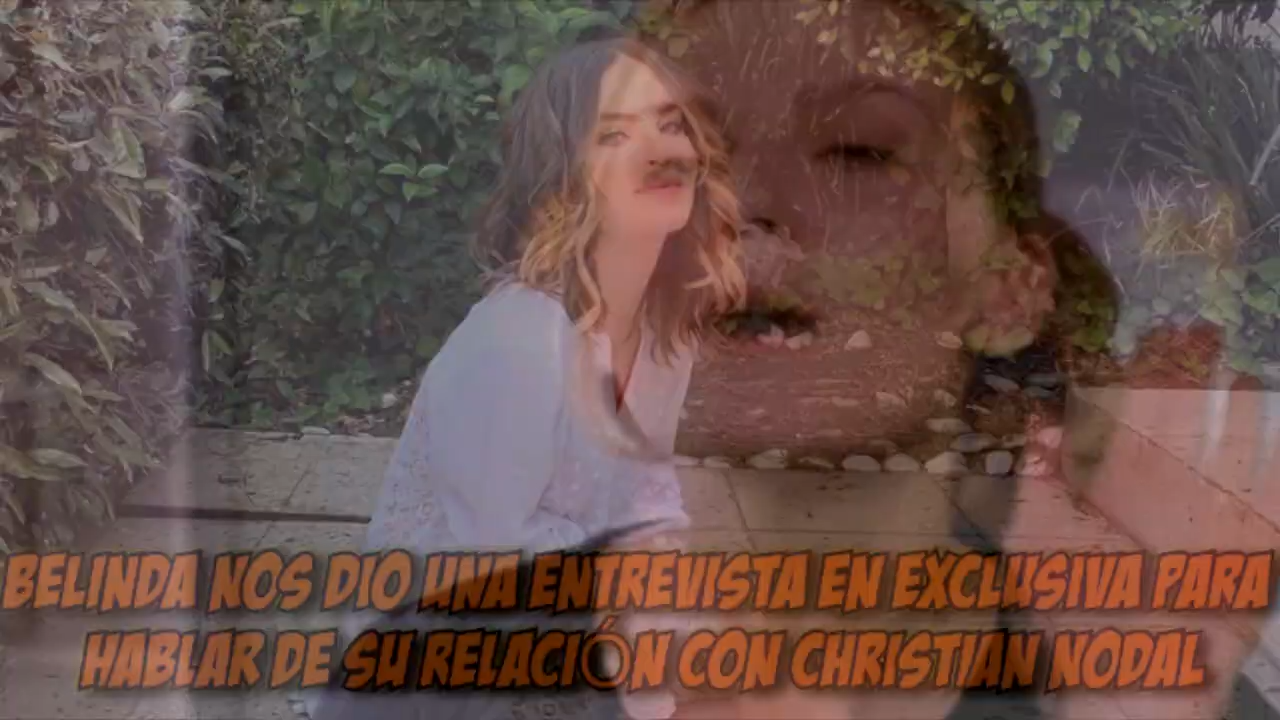 BELINDA NOS DIO UNA ENTREVISTA EN EXCLUSIVA PARA
HABLAR DE SU RELACIÓN CON CHRISTIAN NODAL